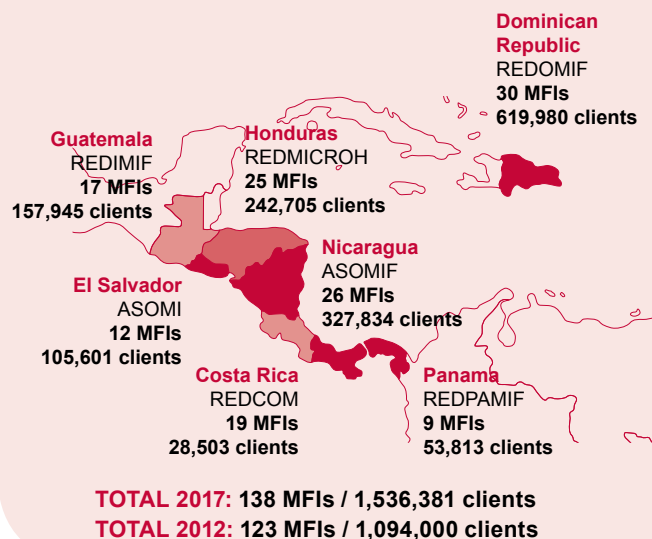 Dominican
Republic
REDOMIF
30 MFIs
619,980 clients
Guatemala
REDIMIF
17 MFIs
157,945 clients
Honduras
REDMICROH
25 MFIs
242,705 clients
Nicaragua
ASOMIF
26 MFIs
327,834 clients
El Salvador
ASOMI
12 MFIs
105,601 clients
Costa Rica
REDCOM
19 MFIs
28,503 clients
Panama
REDPAMIF
9 MFIs
53,813 clients
TOTAL 2017: 138 MFIs / 1,536,381 clients
TOTAL 2012: 123 MFIs / 1,094,000 clients